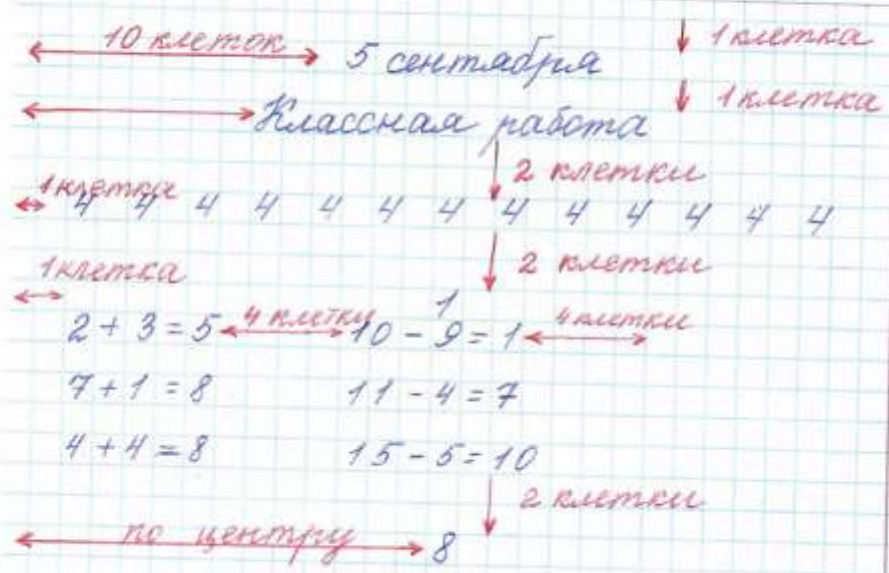 10 клеток 5 сентября 1 клетка
Классная работа 1 клетка
2 клетки
1 клетка
4 4 4 4 4 4 4 4 4 4 4 4 4
1 клетка 2 клетки
1
2 + 3 = 5 4 клетки 10 - 9 = 1 4 клетки
7 + 1 = 8 11 - 4 = 7
4 + 4 = 8 15 - 5 = 10
2 клетки
по центру 8